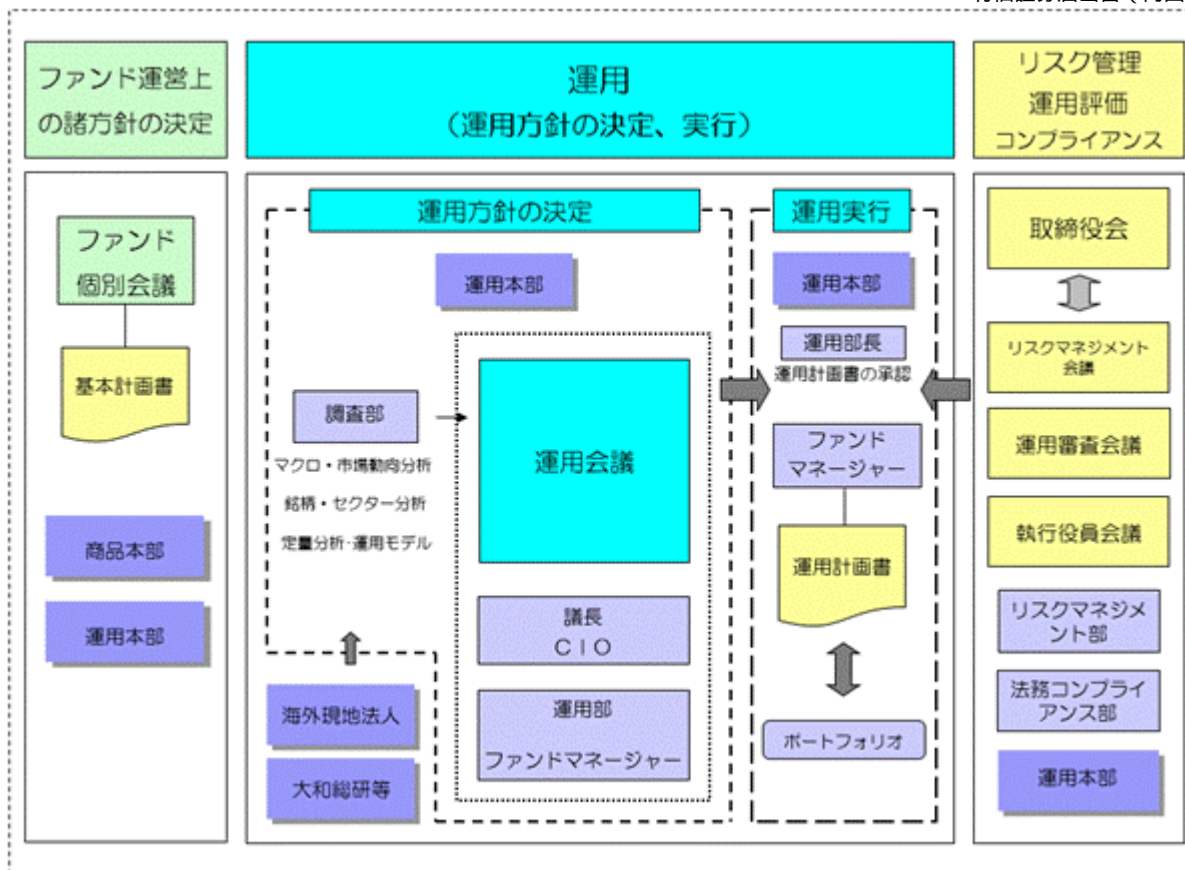 ファンド運営上
の諸方針の決定
運用
（運用方針の決定、実行）
リスク管理
運用評価
コンプライアンス
ファンド
個別会議
基本計画書
商品本部
運用本部
運用方針の決定
運用本部
調査部
マクロ・市場動向分析
銘柄・セクター分析
定量分析・運用モデル
運用会議
議長
ＣＩＯ
運用部
ファンドマネージャー
海外現地法人
大和総研等
運用実行
運用本部
運用部長
運用計画書の承認
ファンド
マネージャー
運用計画書
ポートフォリオ
取締役会
リスクマネジメント
会議
運用審査会議
執行役員会議
リスクマネジメ
ント部
法務コンプライ
アンス部
運用本部